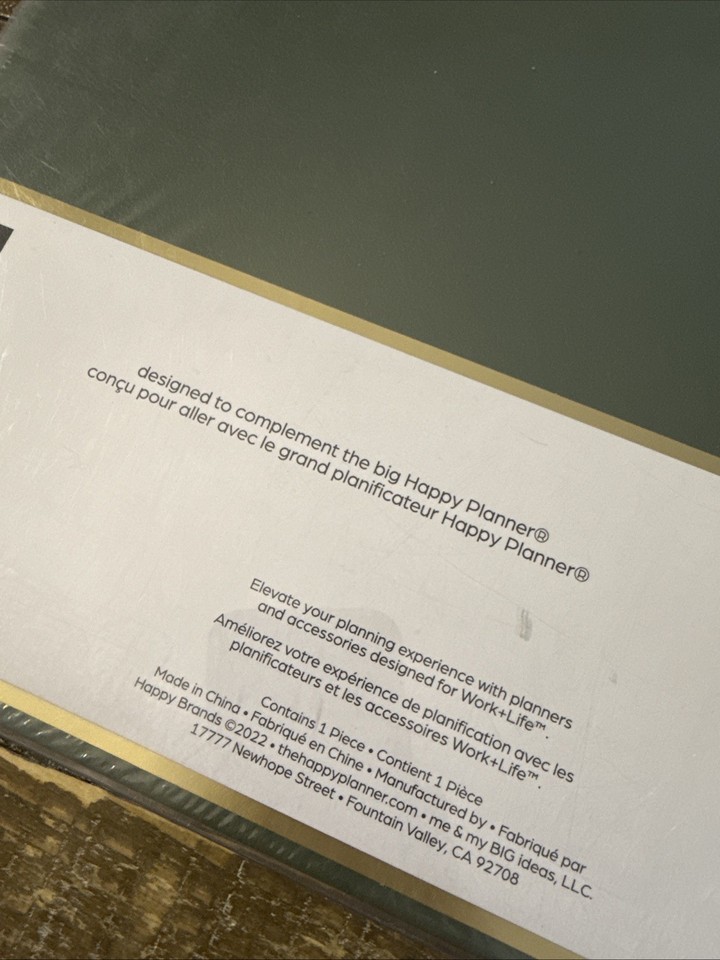 designed to complement the big Happy Planner®
conçu pour aller avec le grand planificateur Happy Planner®
Elevate your planning experience with planners
and accessories designed for Work+Life™.
Améliorez votre expérience de planification avec les
planificateurs et les accessoires Work+Life™.
Contains 1 Piece • Contient 1 Pièce
Made in China • Fabriqué en Chine • Manufactured by • Fabriqué par
Happy Brands ©2022 • thehappyplanner.com • me & my BIG ideas, LLC.
17777 Newhope Street • Fountain Valley, CA 92708